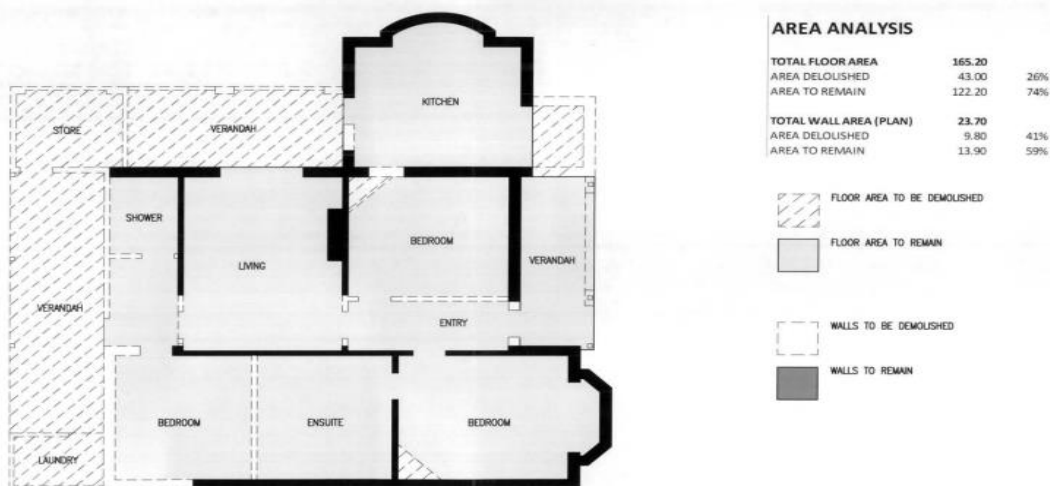 AREA ANALYSIS
TOTAL FLOOR AREA 165.20
AREA DELOLISHED 43.00 26%
AREA TO REMAIN 122.20 74%
TOTAL WALL AREA (PLAN) 23.70
AREA DELOLISHED 9.80 41%
AREA TO REMAIN 13.90 59%
FLOOR AREA TO BE DEMOLISHED
FLOOR AREA TO REMAIN
WALLS TO BE DEMOLISHED
WALLS TO REMAIN
KITCHEN
STORE
VERANDAH
SHOWER
LIVING
BEDROOM
VERANDAH
VERANDAH
ENTRY
BEDROOM
ENSUITE
BEDROOM
LAUNDRY